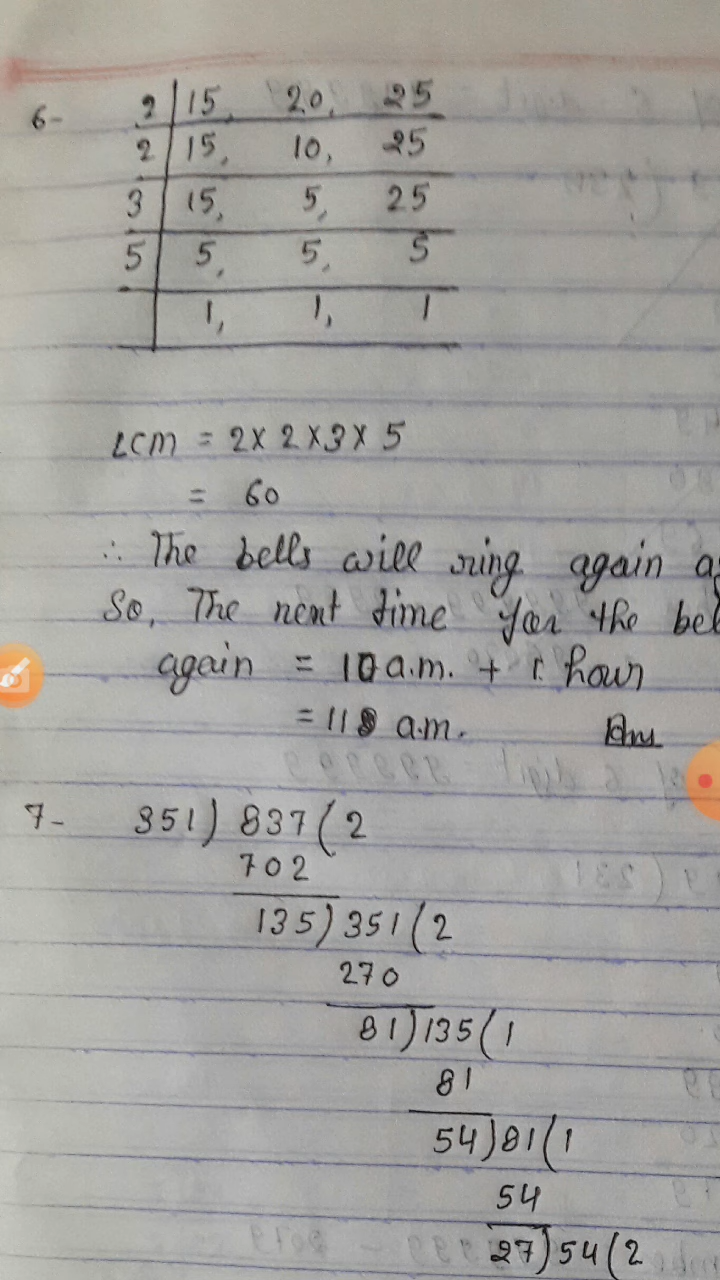 6- 2 | 15, 20, 25
2 | 15, 10, 25
3 | 15, 5, 25
5 | 5, 5, 5
1, 1, 1
LCM = 2 x 2 x 3 x 5
= 60
∴ The bells will ring again
So, The next time for the
again = 10 a.m. + 1 hour
= 11 a.m. Ans
7- 351) 837 (2
702
135) 351 (2
270
81) 135 (1
81
54) 81 (1
54
27) 54 (2